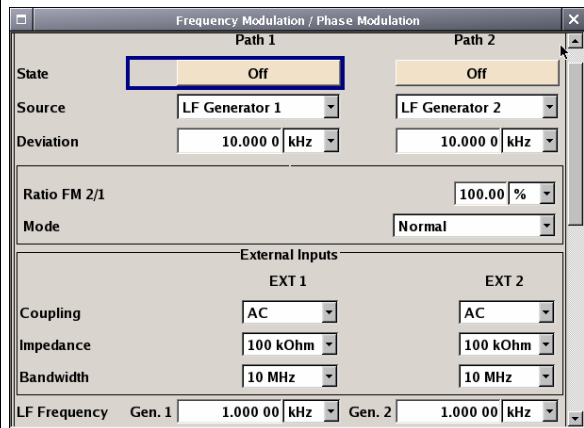 Frequency Modulation / Phase Modulation
Path 1 Path 2
State Off Off
Source LF Generator 1 LF Generator 2
Deviation 10.000 0 kHz 10.000 0 kHz
Ratio FM 2/1 100.00 %
Mode Normal
External Inputs
EXT 1 EXT 2
Coupling AC AC
Impedance 100 kOhm 100 kOhm
Bandwidth 10 MHz 10 MHz
LF Frequency Gen. 1 1.000 00 kHz Gen. 2 1.000 00 kHz